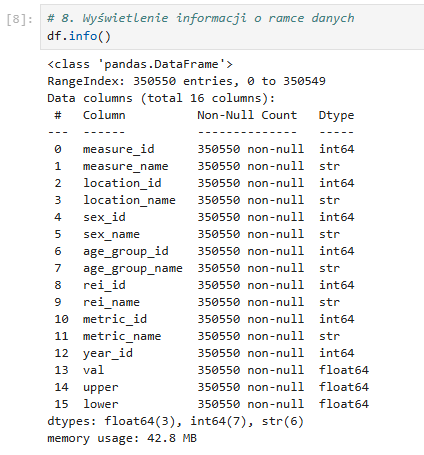 [8]: # 8. Wyświetlenie informacji o ramce danych
df.info()
<class 'pandas.DataFrame'>
RangeIndex: 350550 entries, 0 to 350549
Data columns (total 16 columns):
 #   Column          Non-Null Count   Dtype
---  ------          --------------   -----
 0   measure_id      350550 non-null  int64
 1   measure_name    350550 non-null  str
 2   location_id     350550 non-null  int64
 3   location_name   350550 non-null  str
 4   sex_id          350550 non-null  int64
 5   sex_name        350550 non-null  str
 6   age_group_id    350550 non-null  int64
 7   age_group_name  350550 non-null  str
 8   rei_id          350550 non-null  int64
 9   rei_name        350550 non-null  str
 10  metric_id       350550 non-null  int64
 11  metric_name     350550 non-null  str
 12  year_id         350550 non-null  int64
 13  val             350550 non-null  float64
 14  upper           350550 non-null  float64
 15  lower           350550 non-null  float64
dtypes: float64(3), int64(7), str(6)
memory usage: 42.8 MB